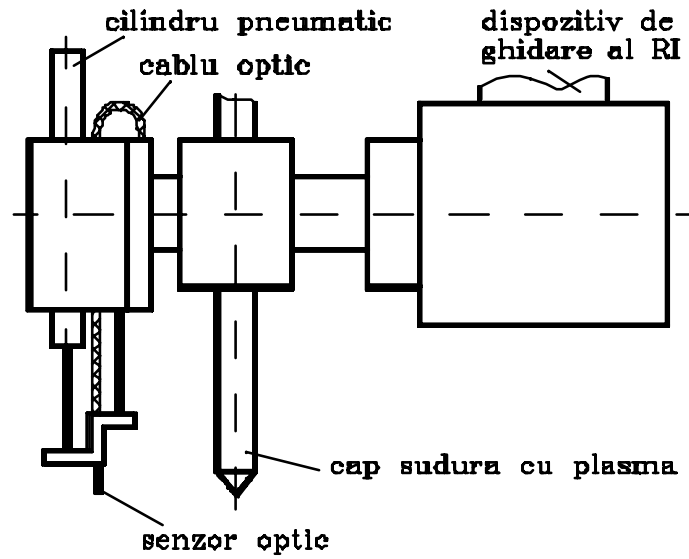 cilindru pneumatic
cablu optic
dispozitiv de
ghidare al RI
cap sudura cu plasma
senzor optic